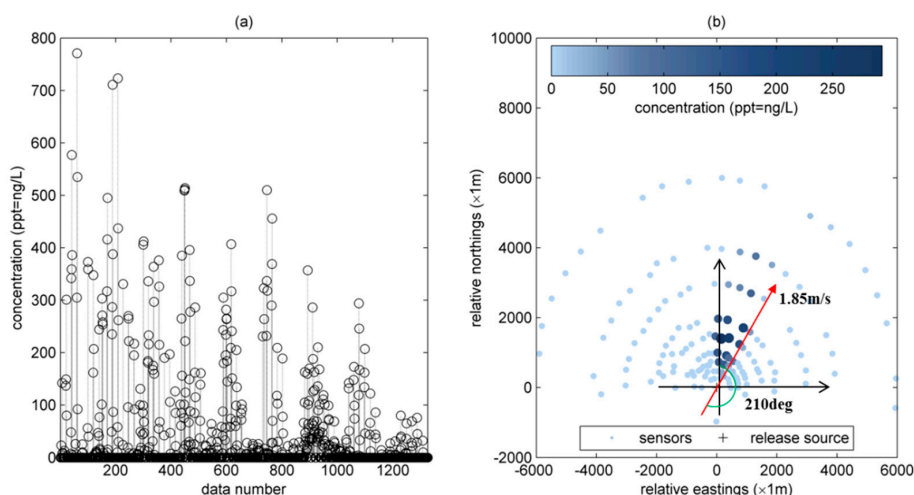 (a)
800
700
600
500
400
300
200
100
0
concentration (ppt=ng/L)
200 400 600 800 1000 1200
data number
(b)
10000
8000
6000
4000
2000
0
-2000
relative northings (×1m)
0 50 100 150 200 250
concentration (ppt=ng/L)
1.85m/s
210deg
sensors release source
-6000 -4000 -2000 0 2000 4000 6000
relative eastings (×1m)